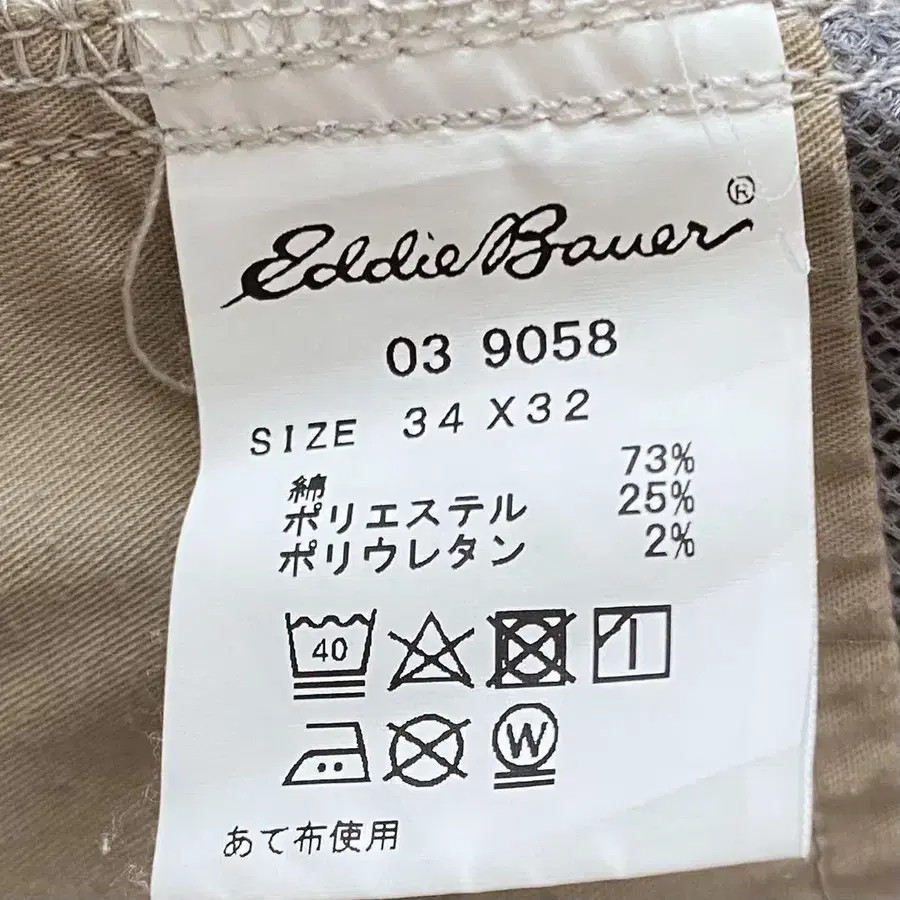 Eddie Bauer®
03 9058
SIZE 34 X 32
綿 73%
ポリエステル 25%
ポリウレタン 2%
40
W
あて布使用